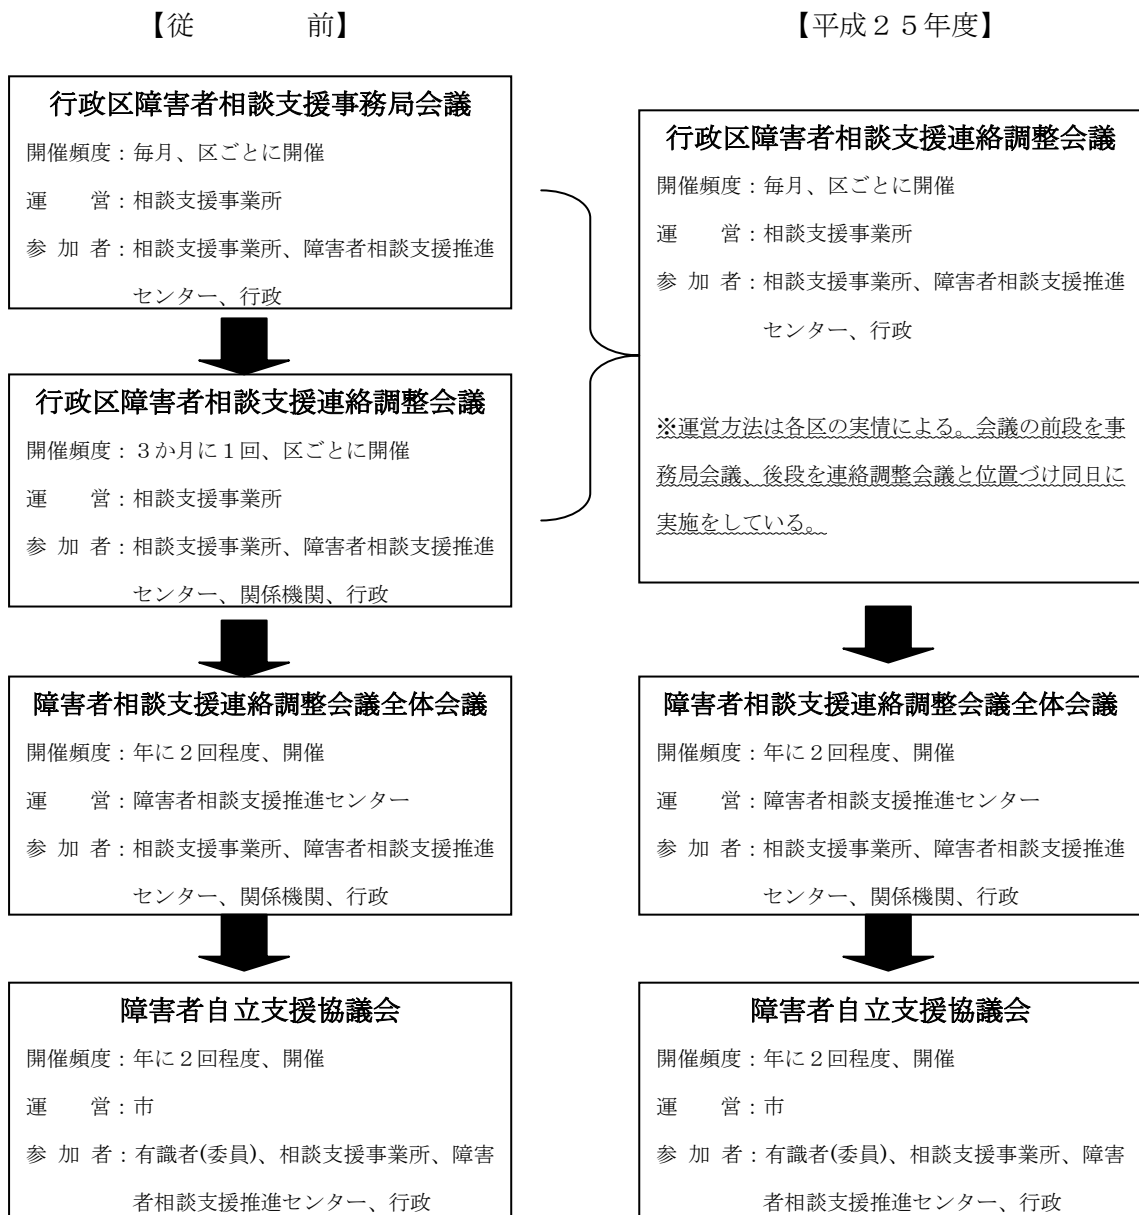 【従　　　　前】
行政区障害者相談支援事務局会議
開催頻度：毎月、区ごとに開催
運　　営：相談支援事業所
参 加 者：相談支援事業所、障害者相談支援推進
センター、行政
行政区障害者相談支援連絡調整会議
開催頻度：３か月に１回、区ごとに開催
運　　営：相談支援事業所
参 加 者：相談支援事業所、障害者相談支援推進
センター、関係機関、行政
障害者相談支援連絡調整会議全体会議
開催頻度：年に２回程度、開催
運　　営：障害者相談支援推進センター
参 加 者：相談支援事業所、障害者相談支援推進
センター、関係機関、行政
障害者自立支援協議会
開催頻度：年に２回程度、開催
運　　営：市
参 加 者：有識者(委員)、相談支援事業所、障害
者相談支援推進センター、行政
【平成２５年度】
行政区障害者相談支援連絡調整会議
開催頻度：毎月、区ごとに開催
運　　営：相談支援事業所
参 加 者：相談支援事業所、障害者相談支援推進
センター、行政
※運営方法は各区の実情による。会議の前段を事
務局会議、後段を連絡調整会議と位置づけ同日に
実施をしている。
障害者相談支援連絡調整会議全体会議
開催頻度：年に２回程度、開催
運　　営：障害者相談支援推進センター
参 加 者：相談支援事業所、障害者相談支援推進
センター、関係機関、行政
障害者自立支援協議会
開催頻度：年に２回程度、開催
運　　営：市
参 加 者：有識者(委員)、相談支援事業所、障害
者相談支援推進センター、行政